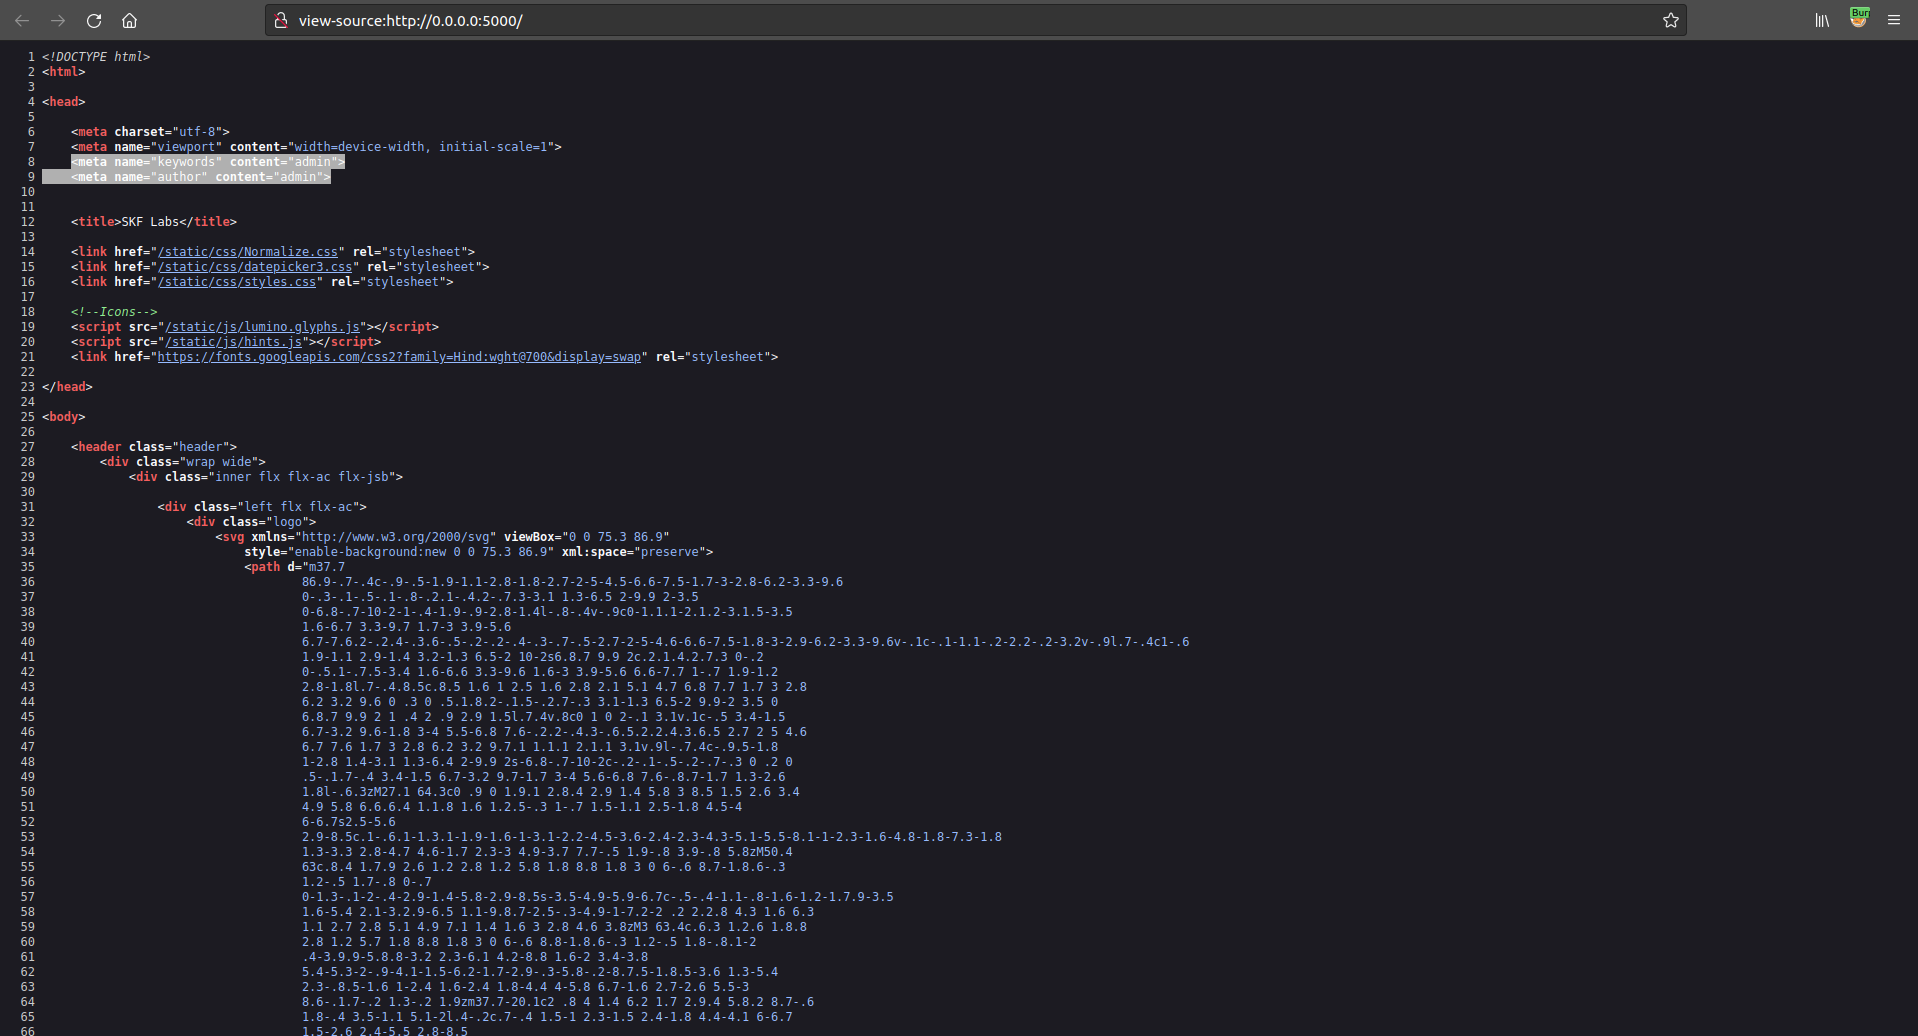 view-source:http://0.0.0.0:5000/
Bur
1 <!DOCTYPE html>
2 <html>
3
4 <head>
5
6 <meta charset="utf-8">
7 <meta name="viewport" content="width=device-width, initial-scale=1">
8 <meta name="keywords" content="admin">
9 <meta name="author" content="admin">
10
11
12 <title>SKF Labs</title>
13
14 <link href="/static/css/Normalize.css" rel="stylesheet">
15 <link href="/static/css/datepicker3.css" rel="stylesheet">
16 <link href="/static/css/styles.css" rel="stylesheet">
17
18 <!--Icons-->
19 <script src="/static/js/lumino.glyphs.js"></script>
20 <script src="/static/js/hints.js"></script>
21 <link href="https://fonts.googleapis.com/css2?family=Hind:wght@700&display=swap" rel="stylesheet">
22
23 </head>
24
25 <body>
26
27 <header class="header">
28 <div class="wrap wide">
29 <div class="inner flx flx-ac flx-jsb">
30
31 <div class="left flx flx-ac">
32 <div class="logo">
33 <svg xmlns="http://www.w3.org/2000/svg" viewBox="0 0 75.3 86.9"
34 style="enable-background:new 0 0 75.3 86.9" xml:space="preserve">
35 <path d="m37.7
36 86.9-.7-.4c-.9-.5-1.9-1.1-2.8-1.8-2.7-2-5-4.5-6.6-7.5-1.7-3-2.8-6.2-3.3-9.6
37 0-.3-.1-.5-.1-.8-.2.1-.4.2-.7.3-3.1 1.3-6.5 2-9.9 2-3.5
38 0-6.8-.7-10-2-1-.4-1.9-.9-2.8-1.4l-.8-.4v-.9c0-1.1.1-2.1.2-3.1.5-3.5
39 1.6-6.7 3.3-9.7 1.7-3 3.9-5.6
40 6.7-7.6.2-.2.4-.3.6-.5-.2-.2-.4-.3-.7-.5-2.7-2-5-4.6-6.6-7.5-1.8-3-2.9-6.2-3.3-9.6v-.1c-.1-1.1-.2-2.2-.2-3.2v-.9l.7-.4c1-.6
41 1.9-1.1 2.9-1.4 3.2-1.3 6.5-2 10-2s6.8.7 9.9 2c.2.1.4.2.7.3 0-.2
42 0-.5.1-.7.5-3.4 1.6-6.6 3.3-9.6 1.6-3 3.9-5.6 6.6-7.7 1-.7 1.9-1.2
43 2.8-1.8l.7-.4.8.5c.8.5 1.6 1 2.5 1.6 2.8 2.1 5.1 4.7 6.8 7.7 1.7 3 2.8
44 6.2 3.2 9.6 0 .3 0 .5.1.8.2-.1.5-.2.7-.3 3.1-1.3 6.5-2 9.9-2 3.5 0
45 6.8.7 9.9 2 1 .4 2 .9 2.9 1.5l.7.4v.8c0 1 0 2-.1 3.1v.1c-.5 3.4-1.5
46 6.7-3.2 9.6-1.8 3-4 5.5-6.8 7.6-.2.2-.4.3-.6.5.2.2.4.3.6.5 2.7 2 5 4.6
47 6.7 7.6 1.7 3 2.8 6.2 3.2 9.7.1 1.1.1 2.1.1 3.1v.9l-.7.4c-.9.5-1.8
48 1-2.8 1.4-3.1 1.3-6.4 2-9.9 2s-6.8-.7-10-2c-.2-.1-.5-.2-.7-.3 0 .2 0
49 .5-.1.7-.4 3.4-1.5 6.7-3.2 9.7-1.7 3-4 5.6-6.8 7.6-.8.7-1.7 1.3-2.6
50 1.8l-.6.3zM27.1 64.3c0 .9 0 1.9.1 2.8.4 2.9 1.4 5.8 3 8.5 1.5 2.6 3.4
51 4.9 5.8 6.6.6.4 1.1.8 1.6 1.2.5-.3 1-.7 1.5-1.1 2.5-1.8 4.5-4
52 6-6.7s2.5-5.6
53 2.9-8.5c.1-.6.1-1.3.1-1.9-1.6-1-3.1-2.2-4.5-3.6-2.4-2.3-4.3-5.1-5.5-8.1-1-2.3-1.6-4.8-1.8-7.3-1.8
54 1.3-3.3 2.8-4.7 4.6-1.7 2.3-3 4.9-3.7 7.7-.5 1.9-.8 3.9-.8 5.8zM50.4
55 63c.8.4 1.7.9 2.6 1.2 2.8 1.2 5.8 1.8 8.8 1.8 3 0 6-.6 8.7-1.8.6-.3
56 1.2-.5 1.7-.8 0-.7
57 0-1.3-.1-2-.4-2.9-1.4-5.8-2.9-8.5s-3.5-4.9-5.9-6.7c-.5-.4-1.1-.8-1.6-1.2-1.7.9-3.5
58 1.6-5.4 2.1-3.2.9-6.5 1.1-9.8.7-2.5-.3-4.9-1-7.2-2 .2 2.2.8 4.3 1.6 6.3
59 1.1 2.7 2.8 5.1 4.9 7.1 1.4 1.6 3 2.8 4.6 3.8zM3 63.4c.6.3 1.2.6 1.8.8
60 2.8 1.2 5.7 1.8 8.8 1.8 3 0 6-.6 8.8-1.8.6-.3 1.2-.5 1.8-.8.1-2
61 .4-3.9.9-5.8.8-3.2 2.3-6.1 4.2-8.8 1.6-2 3.4-3.8
62 5.4-5.3-2-.9-4.1-1.5-6.2-1.7-2.9-.3-5.8-.2-8.7.5-1.8.5-3.6 1.3-5.4
63 2.3-.8.5-1.6 1-2.4 1.6-2.4 1.8-4.4 4-5.8 6.7-1.6 2.7-2.6 5.5-3
64 8.6-.1.7-.2 1.3-.2 1.9zm37.7-20.1c2 .8 4 1.4 6.2 1.7 2.9.4 5.8.2 8.7-.6
65 1.8-.4 3.5-1.1 5.1-2l.4-.2c.7-.4 1.5-1 2.3-1.5 2.4-1.8 4.4-4.1 6-6.7
66 1.5-2.6 2.4-5.5 2.8-8.5